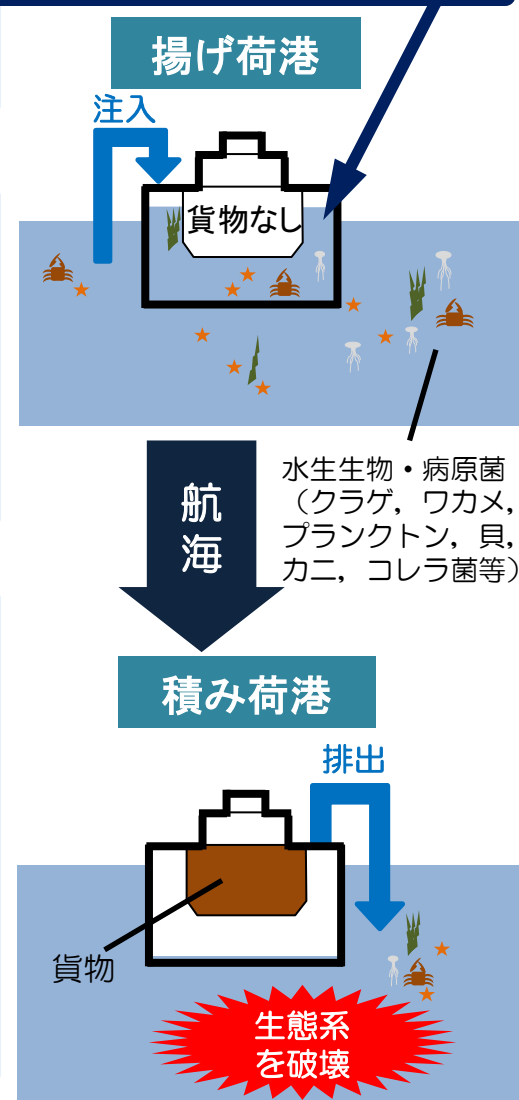 揚げ荷港
注入
貨物なし
水生生物・病原菌
（クラゲ，ワカメ，
プランクトン，貝，
カニ，コレラ菌等）
航
海
積み荷港
排出
貨物
生態系
を破壊